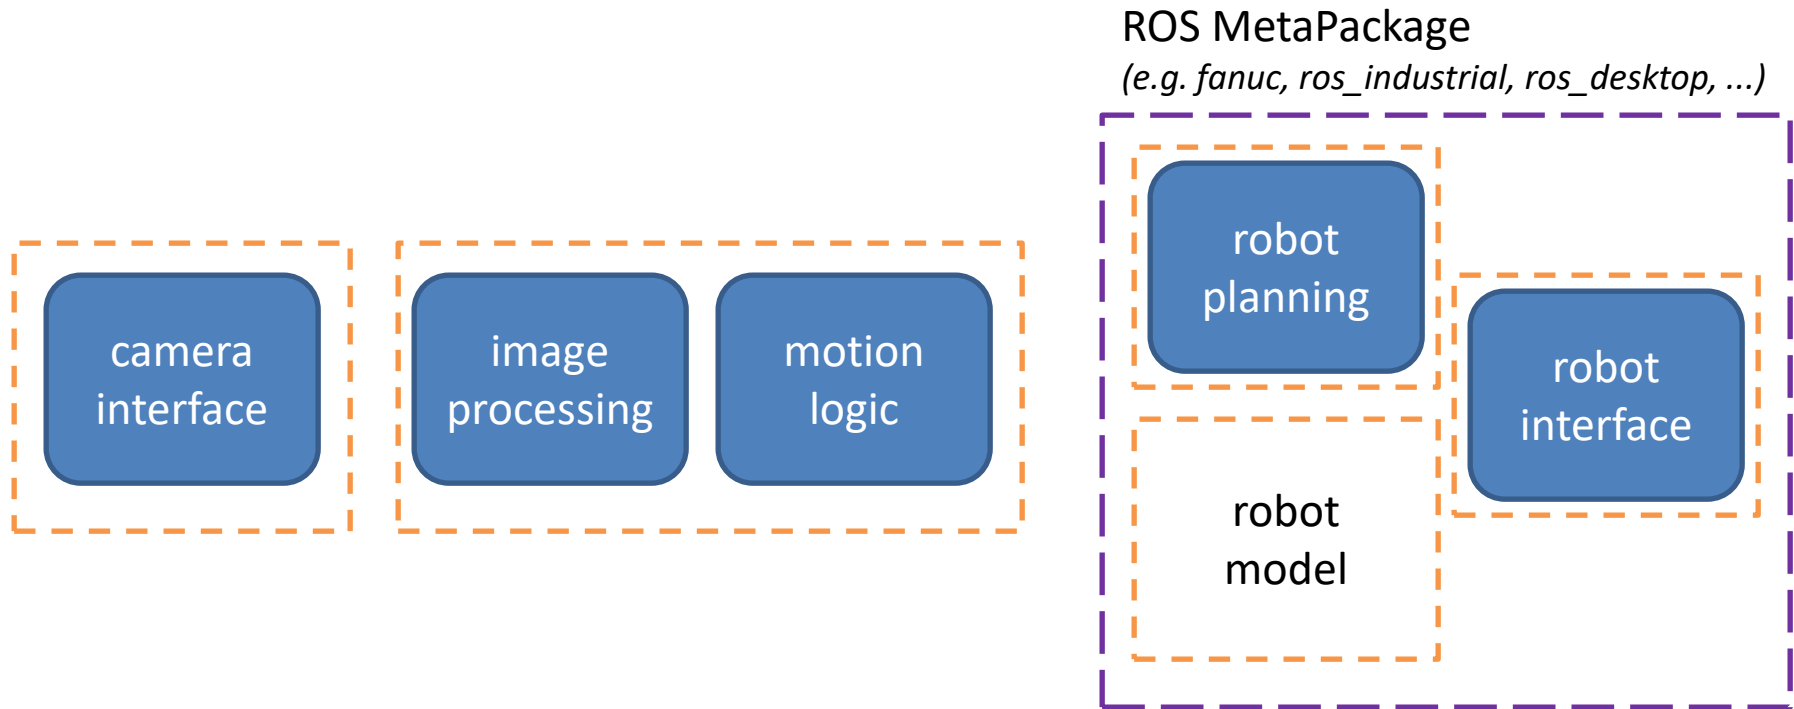 ROS MetaPackage
(e.g. fanuc, ros_industrial, ros_desktop, ...)
camera
interface
image
processing
motion
logic
robot
planning
robot
interface
robot
model